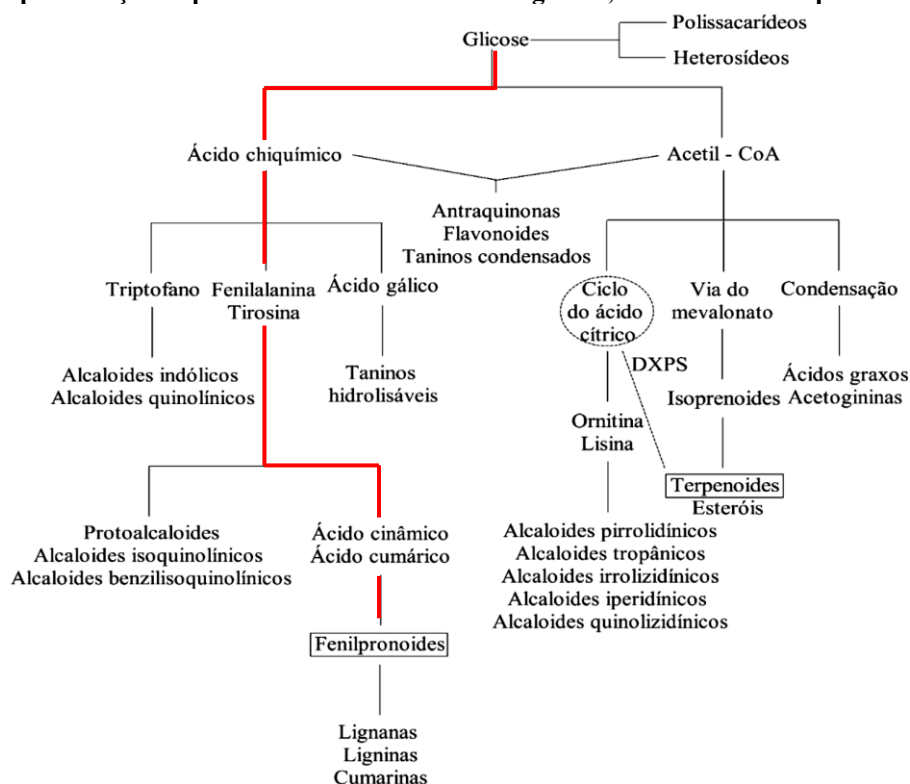 Glicose
Polissacarídeos
Heterosídeos
Ácido chiquímico
Acetil - CoA
Antraquinonas
Flavonoides
Taninos condensados
Triptofano
Fenilalanina
Tirosina
Ácido gálico
Ciclo
do ácido
cítrico
Via do
mevalonato
Condensação
DXPS
Alcaloides indólicos
Alcaloides quinolínicos
Taninos
hidrolisáveis
Ornitina
Lisina
Isoprenoides
Ácidos graxos
Acetogininas
Terpenoides
Esteróis
Protoalcaloides
Alcaloides isoquinolínicos
Alcaloides benzilisoquinolínicos
Ácido cinâmico
Ácido cumárico
Alcaloides pirrolidínicos
Alcaloides tropânicos
Alcaloides irrolizidínicos
Alcaloides iperidínicos
Alcaloides quinolizidínicos
Fenilpronoides
Lignanas
Ligninas
Cumarinas